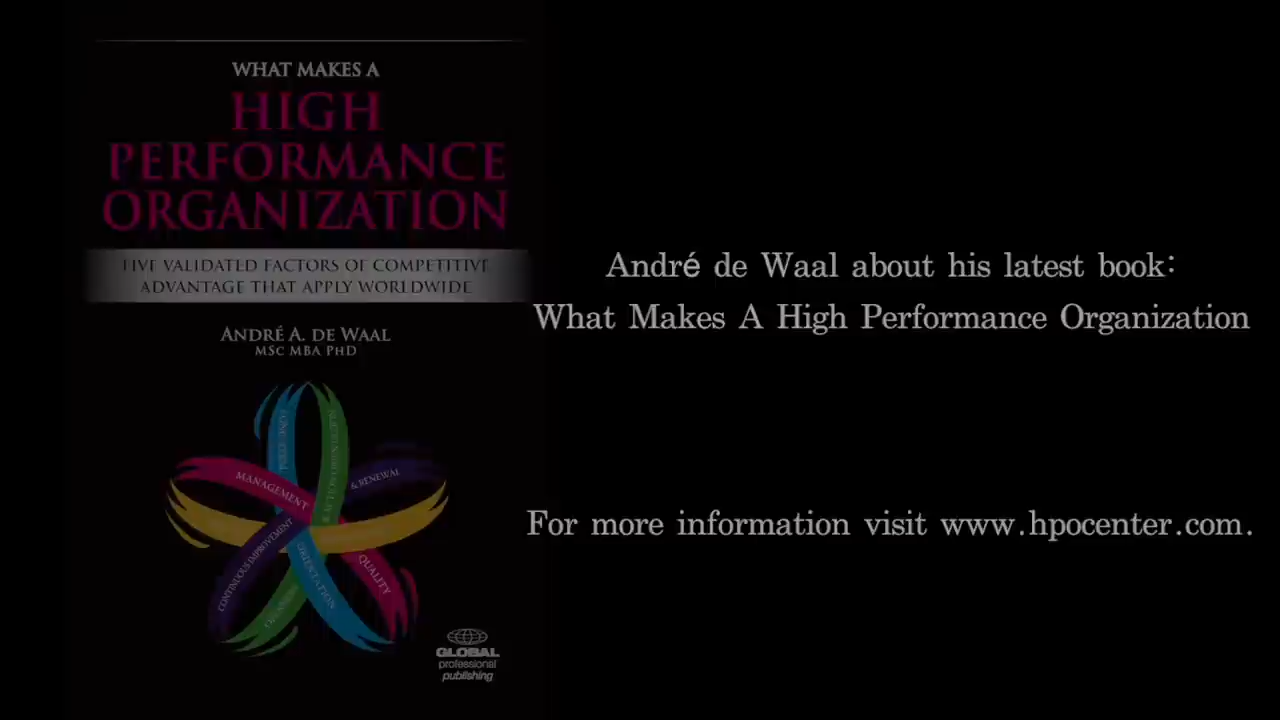 WHAT MAKES A
HIGH
PERFORMANCE
ORGANIZATION
FIVE VALIDATED FACTORS OF COMPETITIVE
ADVANTAGE THAT APPLY WORLDWIDE
ANDRÉ A. DE WAAL
MSC MBA PHD
MANAGEMENT
& RENEWAL
CONTINUOUS IMPROVEMENT
ORIENTATION
QUALITY
GLOBAL
professional
publishing
André de Waal about his latest book:
What Makes A High Performance Organization
For more information visit www.hpocenter.com.